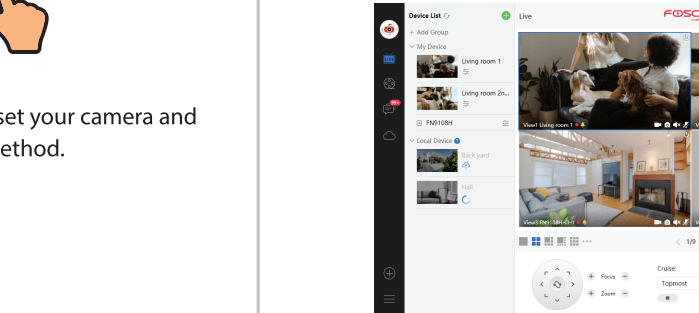 set your camera and
ethod.
Device List
Live
FOSC
+ Add Group
My Device
Living room 1
Living room 2n...
FN9108H
Local Device
Back yard
Hall
99+
View1 Living room 1
1/9
Focus
Zoom
Cruise:
Topmost